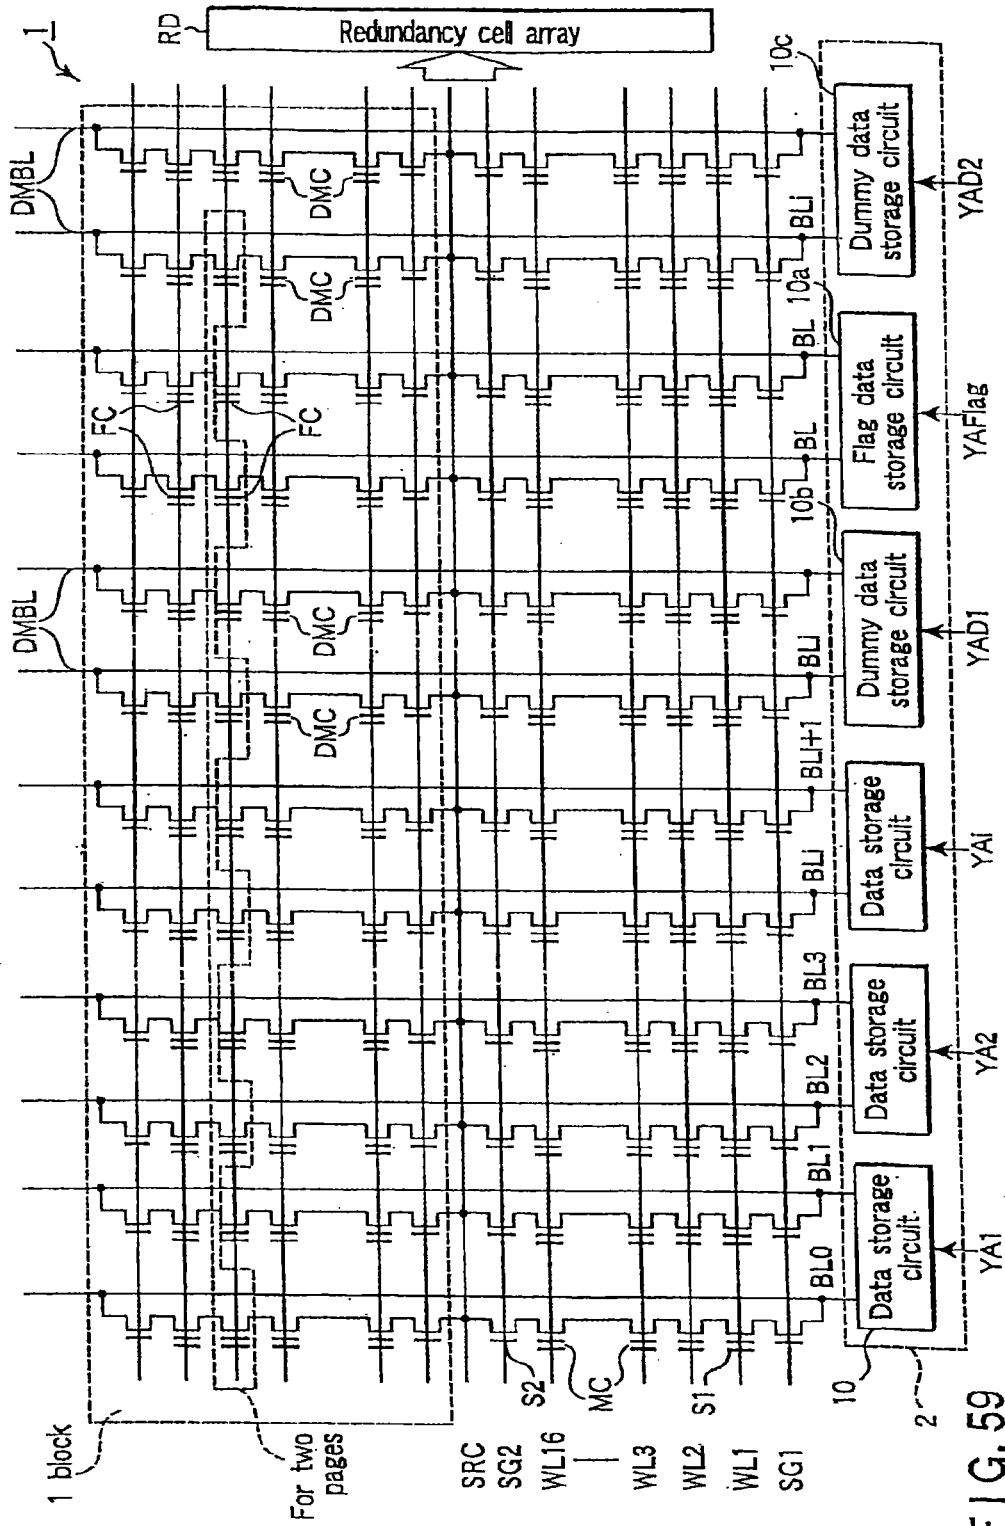 1
RD
Redundancy cell array
DMBL
DMBL
1 block
For two
pages
FC
FC
DMC
DMC
DMC
DMC
SRC
SG2
WL16
WL3
WL2
WL1
SG1
S2
MC
S1
BL0
BL1
BL2
BL3
BLi
BLi+1
BLi
BL
BL
BLi
10
10b
10a
10c
2
Data storage
circuit
Data storage
circuit
Data storage
circuit
Dummy data
storage circuit
Flag data
storage circuit
Dummy data
storage circuit
YA1
YA2
YAi
YAD1
YAFlag
YAD2
FIG. 59